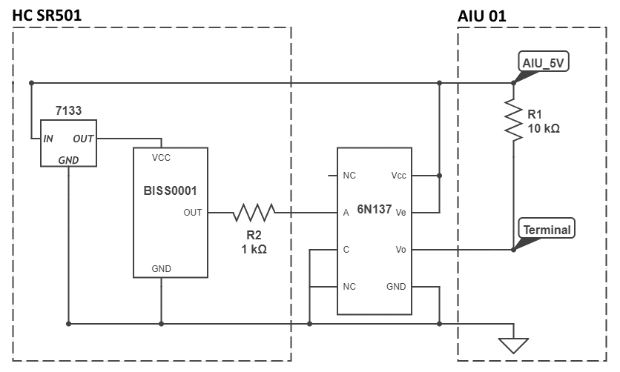 HC SR501
AIU 01
AIU_5V
7133
IN OUT
GND
R1
10 kΩ
VCC
BISS0001
OUT
GND
R2
1 kΩ
NC Vcc
A 6N137 Ve
C Vo
NC GND
Terminal